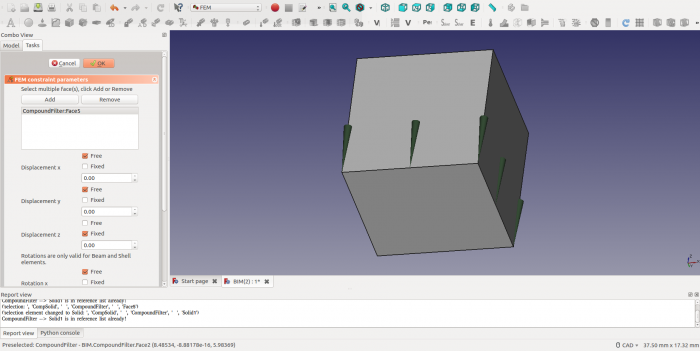 FEM
Combo View
Model Tasks
Cancel OK
FEM constraint parameters
Select multiple face(s), click Add or Remove
Add Remove
CompoundFilter:Face5
Free
Displacement x
Fixed
0.00
Free
Displacement y
Fixed
0.00
Free
Displacement z
Fixed
0.00
Rotations are only valid for Beam and Shell
elements.
Free
Rotation x
Fixed
Start page BIM(2) : 1*
Report view
CompoundFilter --> Solid1 is in reference list already!
(selection: ', 'CompSolid', ' ', 'CompoundFilter', ' ', 'Face6')
(selection element changed to Solid: ', 'CompSolid', ' ', 'CompoundFilter', ' ', 'Solid1')
CompoundFilter --> Solid1 is in reference list already!
Report view Python console
Preselected: CompoundFilter - BIM.CompoundFilter.Face2 (8.48534, -8.88178e-16, 5.98369)
CAD 37.50 mm x 17.32 mm